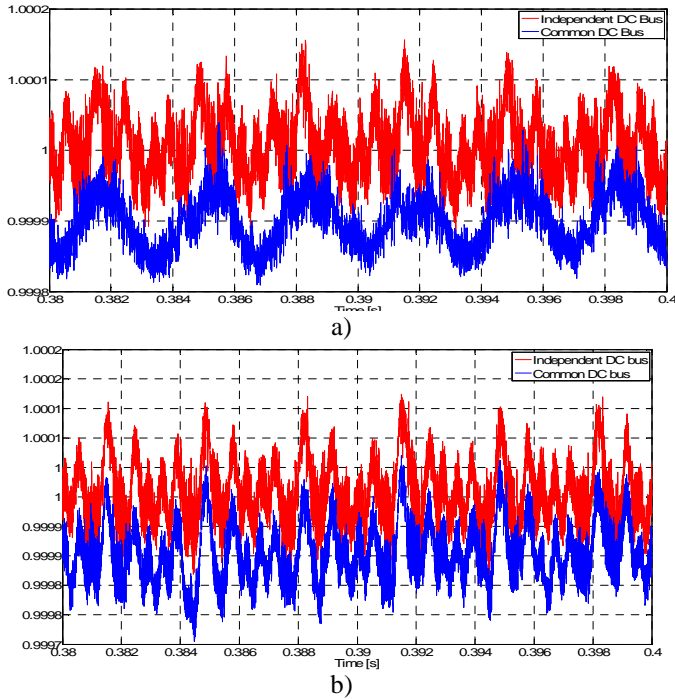 1.0002
Independent DC Bus
Common DC Bus
1.0001
1
0.9999
0.9998
0.38 0.382 0.384 0.386 0.388 0.39 0.392 0.394 0.396 0.398 0.4
Time [s]
a)
1.0002
Independent DC bus
Common DC bus
1.0002
1.0001
1.0001
1
1
0.9999
0.9999
0.9998
0.9998
0.9997
0.38 0.382 0.384 0.386 0.388 0.39 0.392 0.394 0.396 0.398 0.4
Time [s]
b)